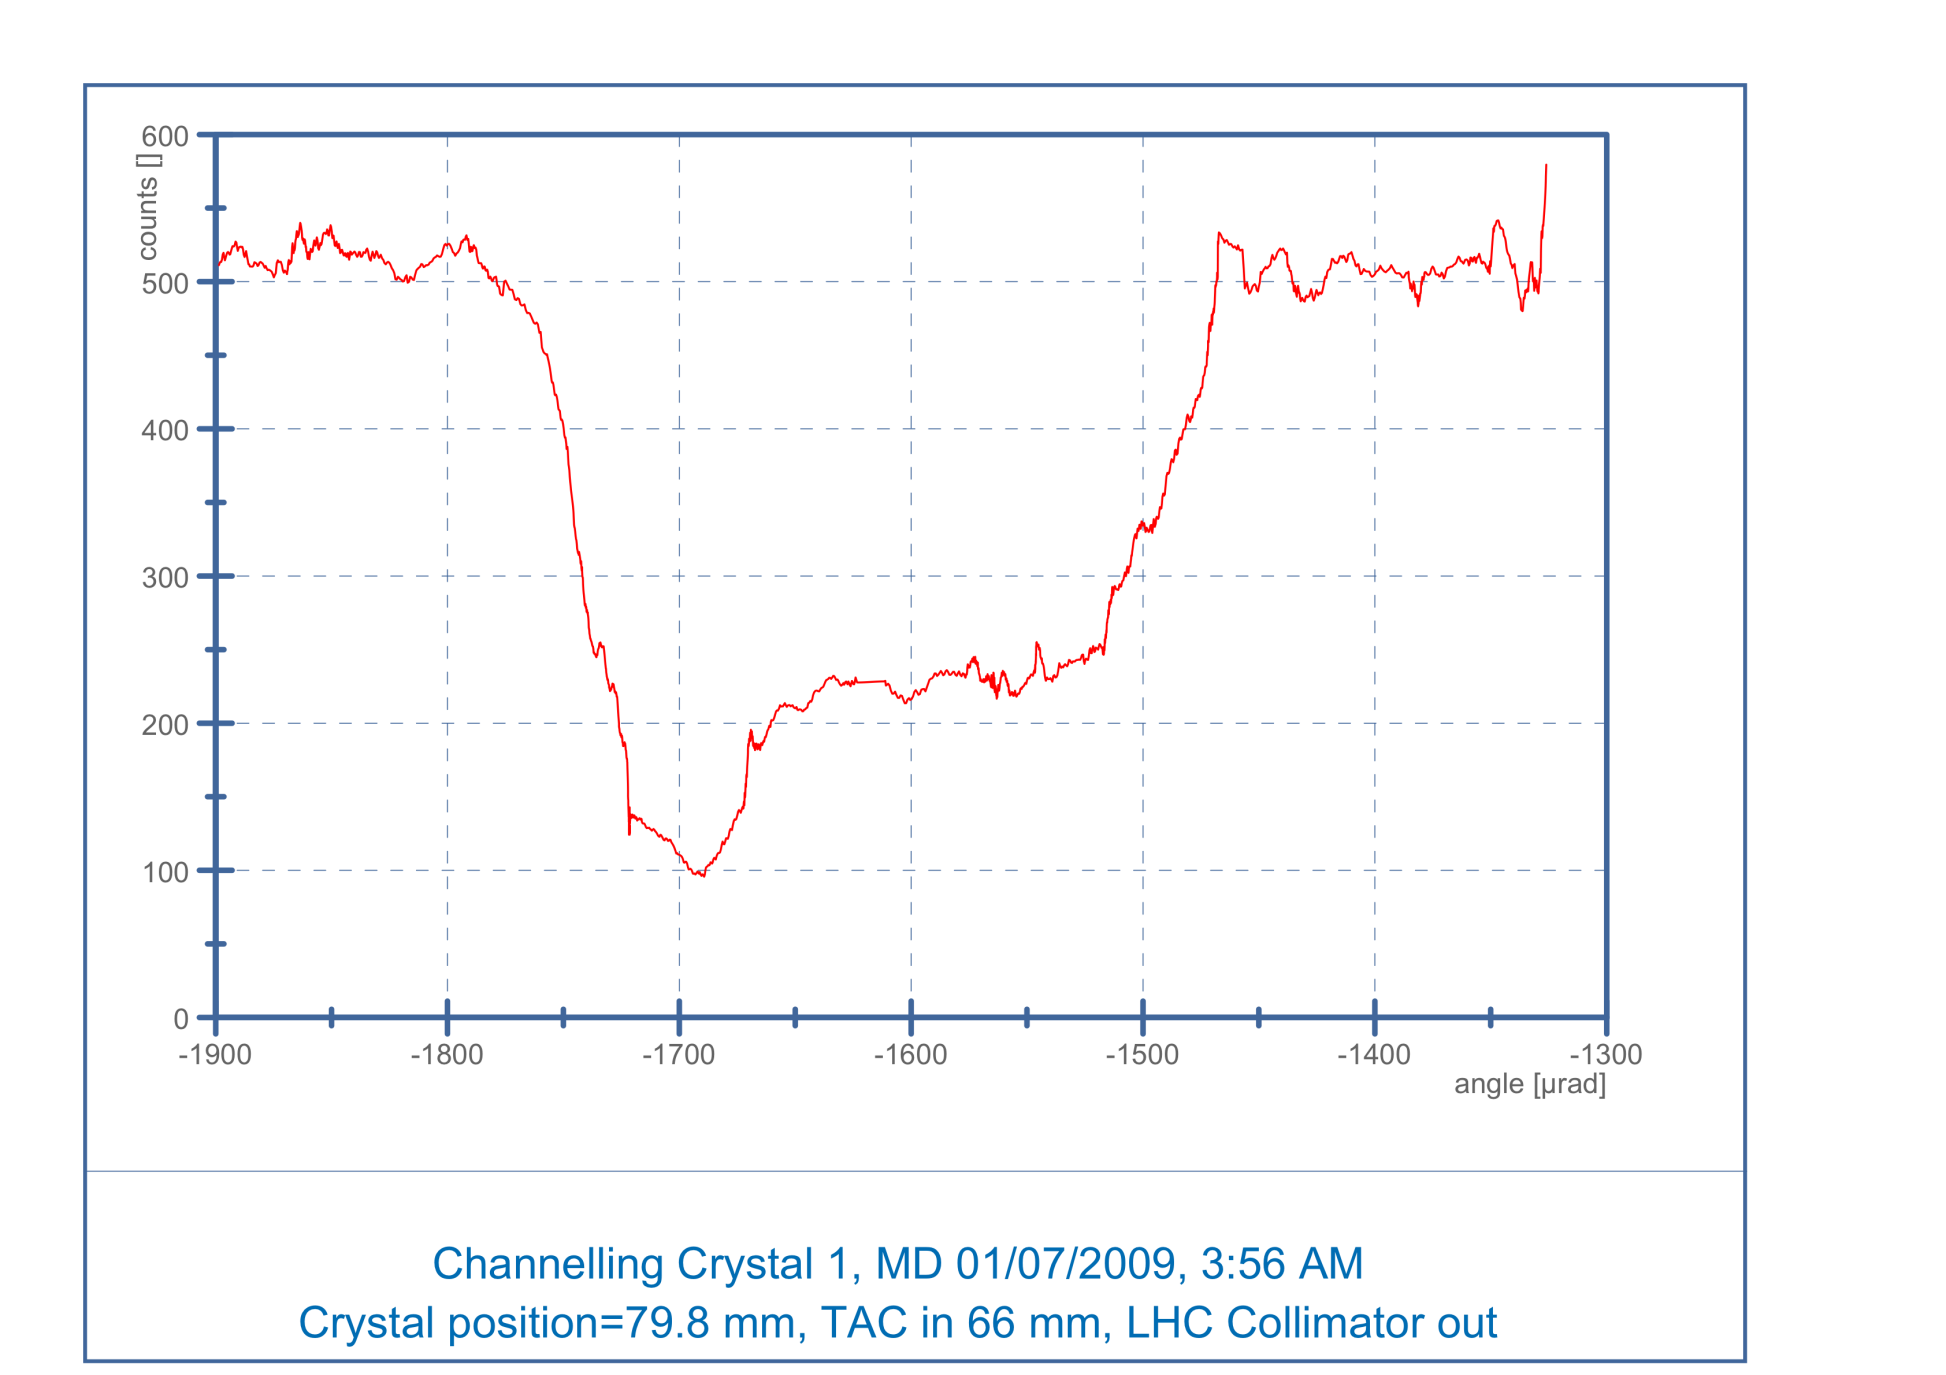 600
counts []
500
400
300
200
100
0
-1900 -1800 -1700 -1600 -1500 -1400 -1300
angle [µrad]
Channelling Crystal 1, MD 01/07/2009, 3:56 AM
Crystal position=79.8 mm, TAC in 66 mm, LHC Collimator out